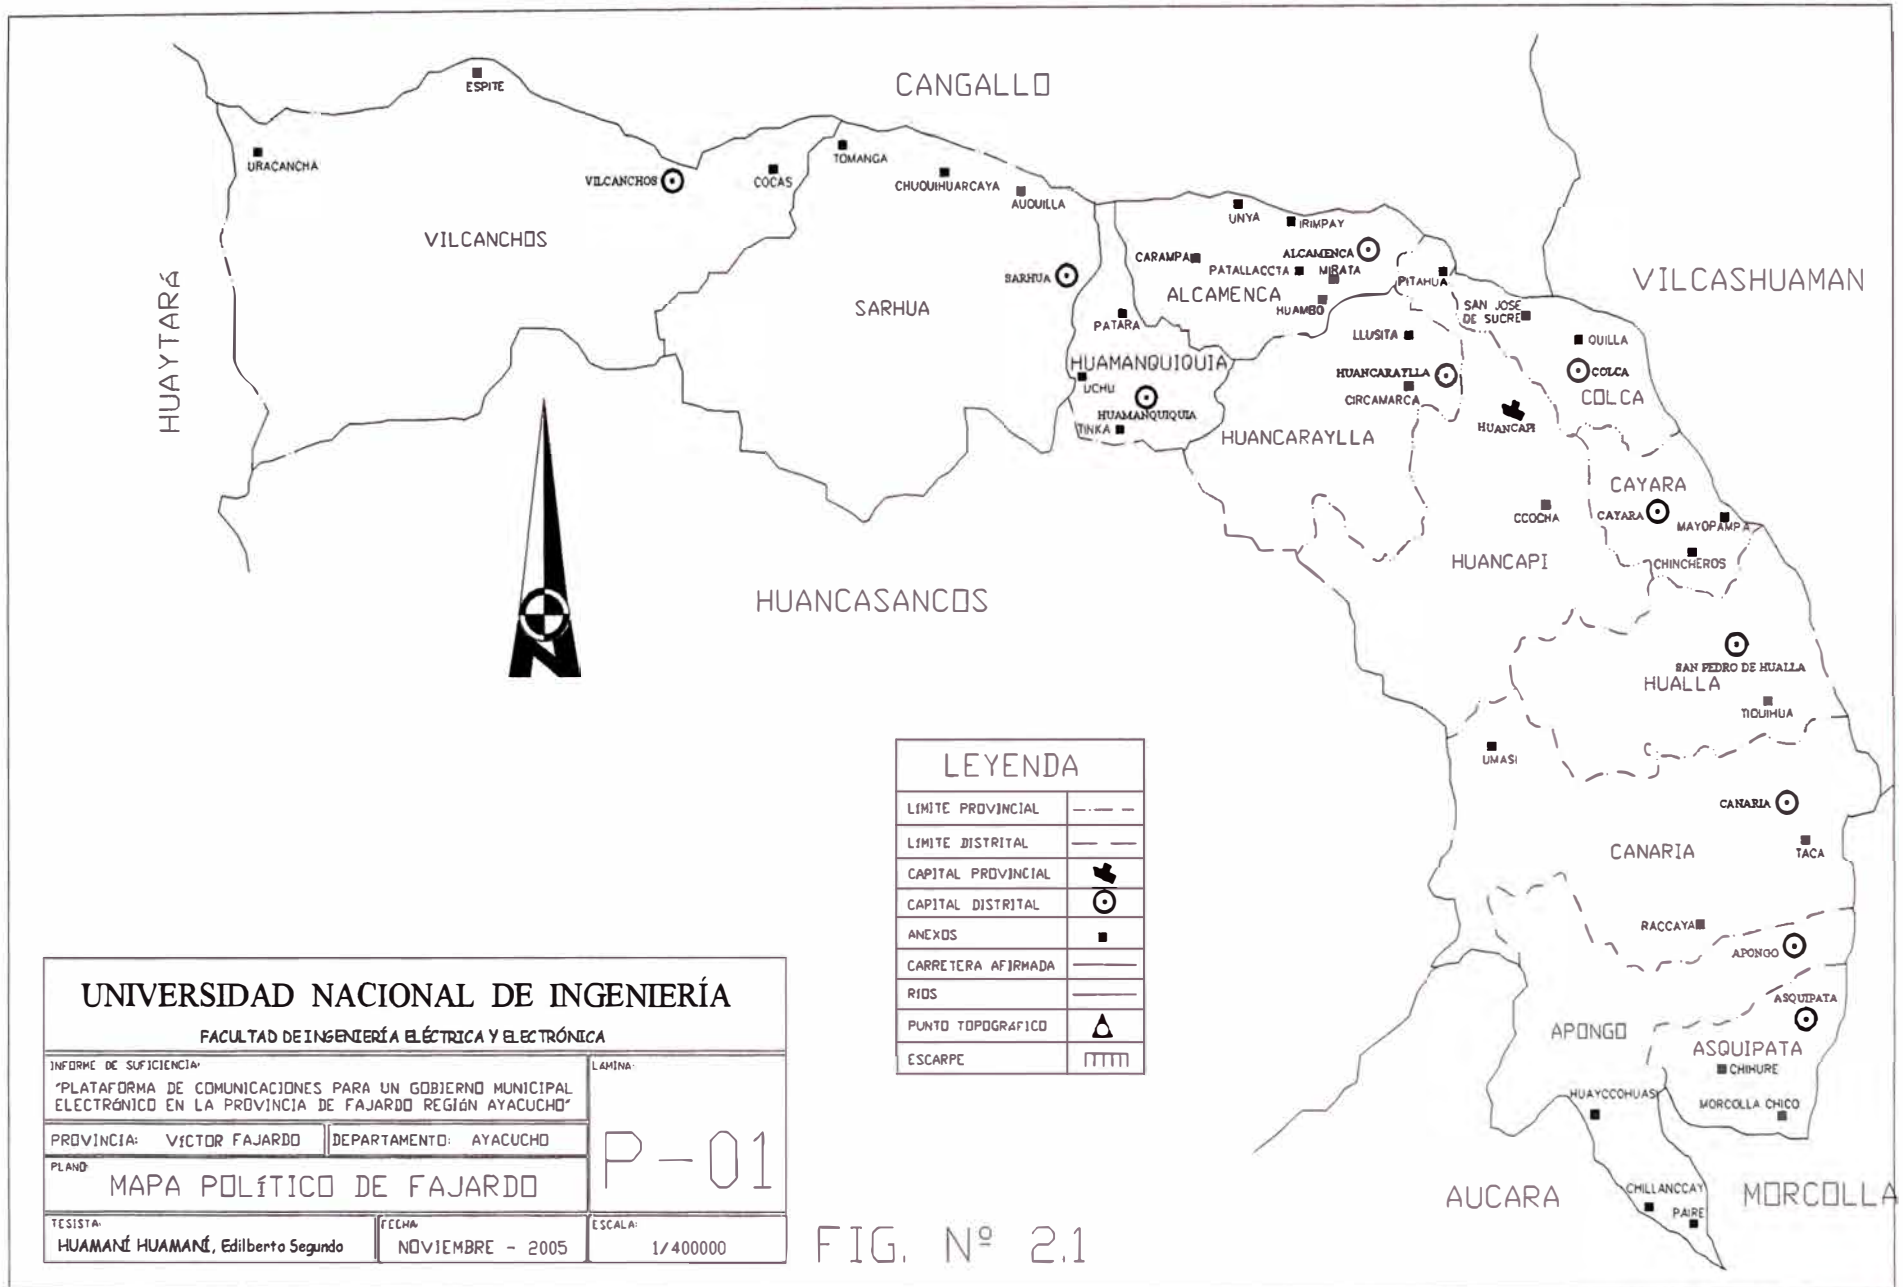 CANGALLO
ESPITE
URACANCHA
VILCANCHOS
COCAS
TOMANGA
CHUQUIHUARCAYA
AUQUILLA
VILCANCHOS
SARHUA
SARHUA
HUAYTARÁ
UNYA
IRIMPAY
CARAMPA
ALCAMENCA
PATALLACCTA
MIRATA
ALCAMENCA
HUAMBO
PITAHUA
VILCASHUAMAN
SAN JOSE
DE SUCRE
PATARA
LLUSITA
QUILLA
HUAMANQUIQUIA
UCHU
HUANCARAYLLA
COLCA
CIRCAMARCA
COLCA
HUAMANQUIQUIA
TINKA
HUANCARAYLLA
HUANCAPI
CAYARA
CCOCHA
CAYARA
MAYOPAMPA
HUANCAPI
CHINCHEROS
HUANCASANCOS
N
SAN PEDRO DE HUALLA
HUALLA
TIQUIHUA
UMASI
CANARIA
CANARIA
TACA
RACCAYA
APONGO
ASQUIPATA
APONGO
ASQUIPATA
CHIHURE
HUAYCCOHUASI
MORCOLLA CHICO
AUCARA
CHILLANCCAY
PAIRE
MORCOLLA
LEYENDA
LIMITE PROVINCIAL
LIMITE DISTRITAL
CAPITAL PROVINCIAL
CAPITAL DISTRITAL
ANEXOS
CARRETERA AFIRMADA
RIOS
PUNTO TOPOGRAFICO
ESCARPE
UNIVERSIDAD NACIONAL DE INGENIERÍA
FACULTAD DE INGENIERÍA ELÉCTRICA Y ELECTRÓNICA
INFORME DE SUFICIENCIA:
"PLATAFORMA DE COMUNICACIONES PARA UN GOBIERNO MUNICIPAL
ELECTRÓNICO EN LA PROVINCIA DE FAJARDO REGIÓN AYACUCHO"
LAMINA:
P-01
PROVINCIA: VÍCTOR FAJARDO
DEPARTAMENTO: AYACUCHO
PLANO:
MAPA POLÍTICO DE FAJARDO
TESISTA:
HUAMANÍ HUAMANÍ, Edilberto Segundo
FECHA:
NOVIEMBRE - 2005
ESCALA:
1/400000
FIG. Nº 2.1